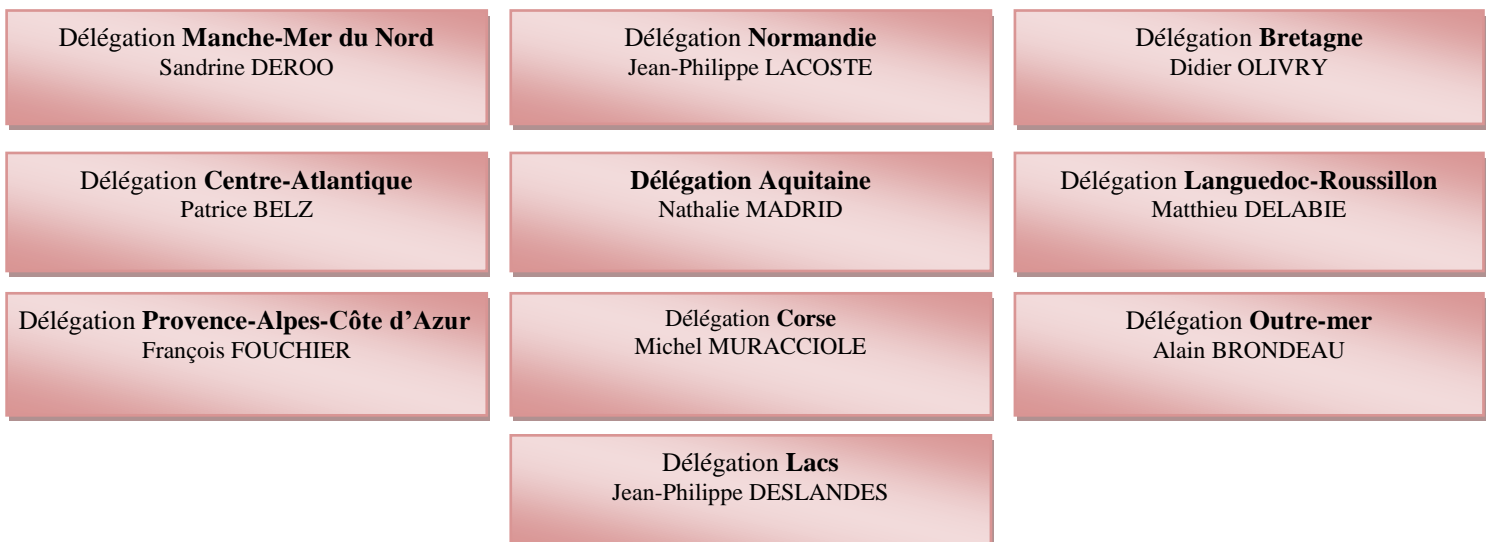 Délégation Manche-Mer du Nord
Sandrine DEROO
Délégation Normandie
Jean-Philippe LACOSTE
Délégation Bretagne
Didier OLIVRY
Délégation Centre-Atlantique
Patrice BELZ
Délégation Aquitaine
Nathalie MADRID
Délégation Languedoc-Roussillon
Matthieu DELABIE
Délégation Provence-Alpes-Côte d’Azur
François FOUCHIER
Délégation Corse
Michel MURACCIOLE
Délégation Outre-mer
Alain BRONDEAU
Délégation Lacs
Jean-Philippe DESLANDES